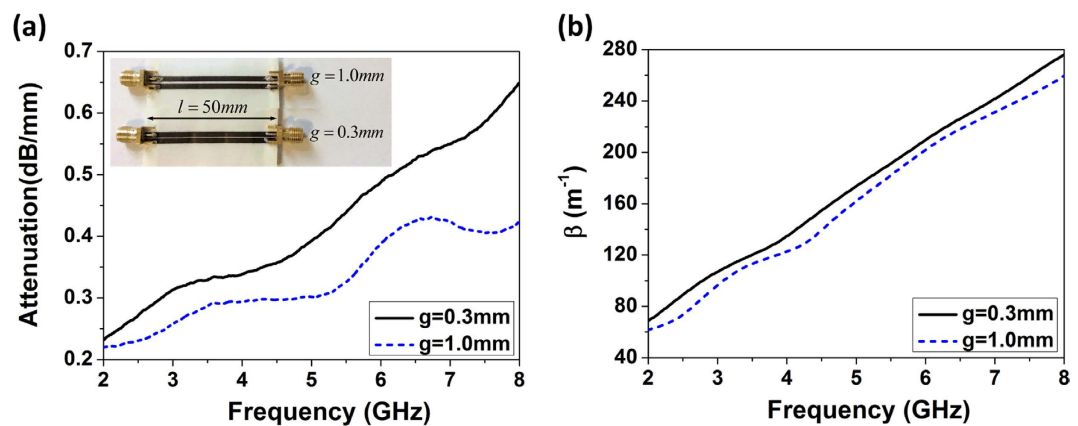 (a)
0.7
0.6
0.5
0.4
0.3
0.2
Attenuation(dB/mm)
g = 1.0mm
l = 50mm
g = 0.3mm
g=0.3mm
g=1.0mm
2 3 4 5 6 7 8
Frequency (GHz)
(b)
280
240
200
160
120
80
40
β (m⁻¹)
g=0.3mm
g=1.0mm
2 3 4 5 6 7 8
Frequency (GHz)